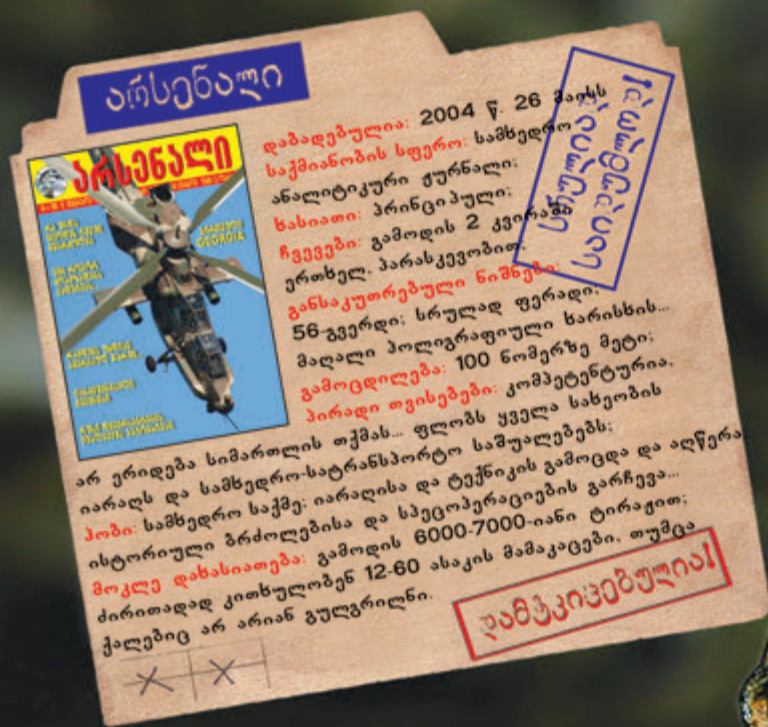 არსენალი
სრულიად
საიდუმლოა!
არსენალი
GEORGIA
დაბადებულია: 2004 წ. 26 მაისს
საქმიანობის სფერო: სამხედრო
ანალიტიკური ჟურნალი;
ხასიათი: პრინციპული;
ჩვევები: გამოდის 2 კვირაში
ერთხელ, პარასკევობით.
განსაკუთრებული ნიშნები:
56-გვერდი; სრულად ფერადი;
მაღალი პოლიგრაფიული ხარისხის...
გამოცდილება: 100 ნომერზე მეტი;
პირადი თვისებები: კომპეტენტურია,
არ ერიდება სიმართლის თქმას... ფლობს ყველა სახეობის
იარაღს და სამხედრო-სატრანსპორტო საშუალებებს;
ჰობი: სამხედრო საქმე; იარაღისა და ტექნიკის გამოცდა და აღწერა
ისტორიული ბრძოლებისა და სპეცოპერაციების გარჩევა...
მოკლე დახასიათება: გამოდის 6000-7000-იანი ტირაჟით;
ძირითადად კითხულობენ 12-60 ასაკის მამაკაცები, თუმცა
ქალებიც არ არიან გულგრილნი.
დამტკიცებულია!